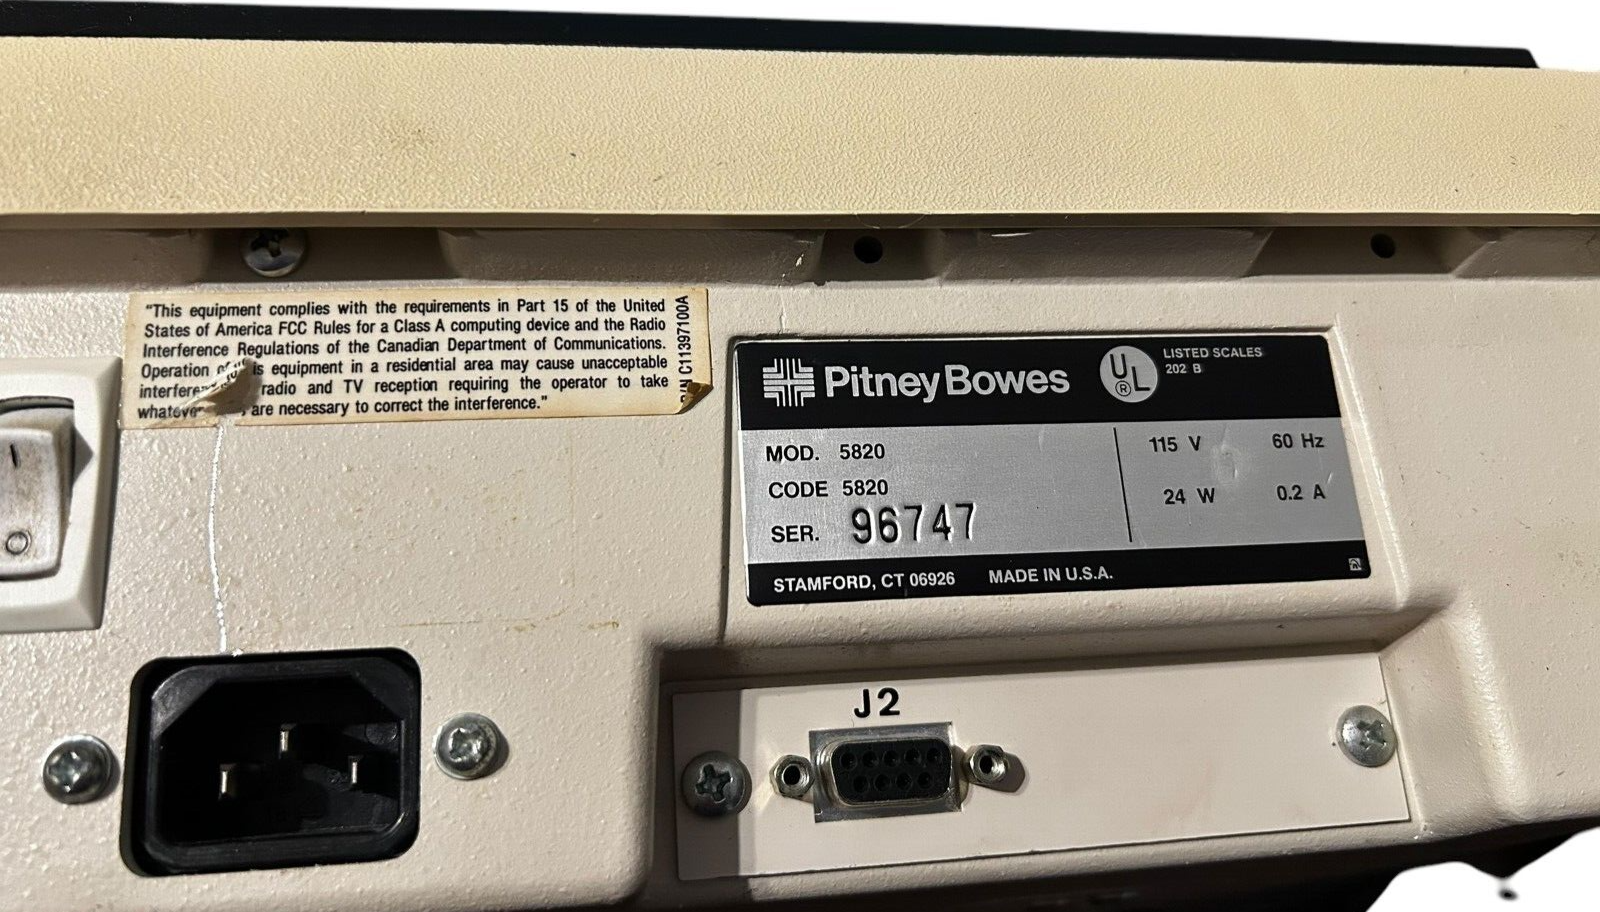 "This equipment complies with the requirements in Part 15 of the United
States of America FCC Rules for a Class A computing device and the Radio
Interference Regulations of the Canadian Department of Communications.
Operation is equipment in a residential area may cause unacceptable
radio and TV reception requiring the operator to take
are necessary to correct the interference."
C11397100A
PitneyBowes
UL
®
LISTED SCALES
202 B
MOD. 5820
CODE 5820
SER. 96747
115 V 60 Hz
24 W 0.2 A
STAMFORD, CT 06926 MADE IN U.S.A.
J2